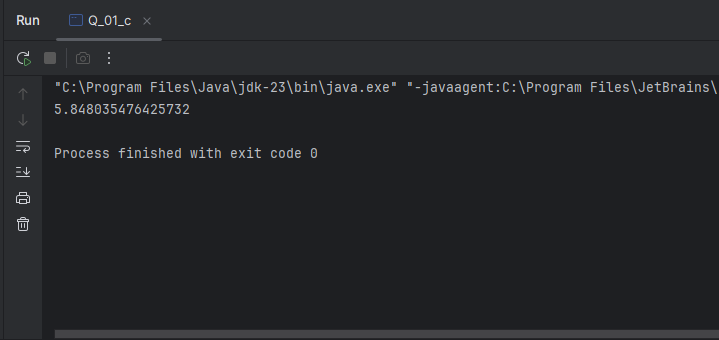 Run Q_01_c
"C:\Program Files\Java\jdk-23\bin\java.exe" "-javaagent:C:\Program Files\JetBrains\
5.848035476425732
Process finished with exit code 0